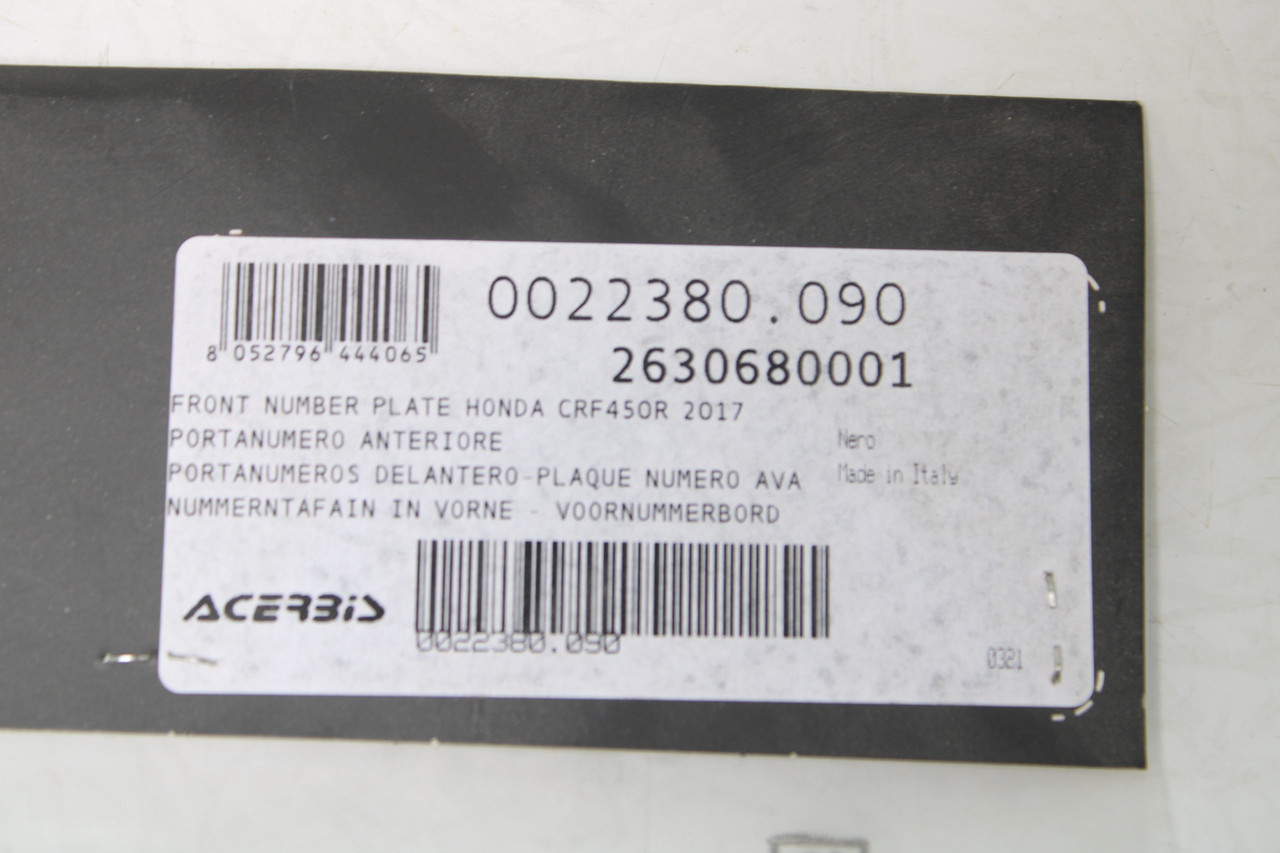 0022380.090
8 052796 444065
2630680001
FRONT NUMBER PLATE HONDA CRF450R 2017
PORTANUMERO ANTERIORE
Nero
PORTANUMEROS DELANTERO-PLAQUE NUMERO AVA
Made in Italy
NUMMERNTAFAIN IN VORNE - VOORNUMMERBORD
ACERBIS
0022380.090
0321